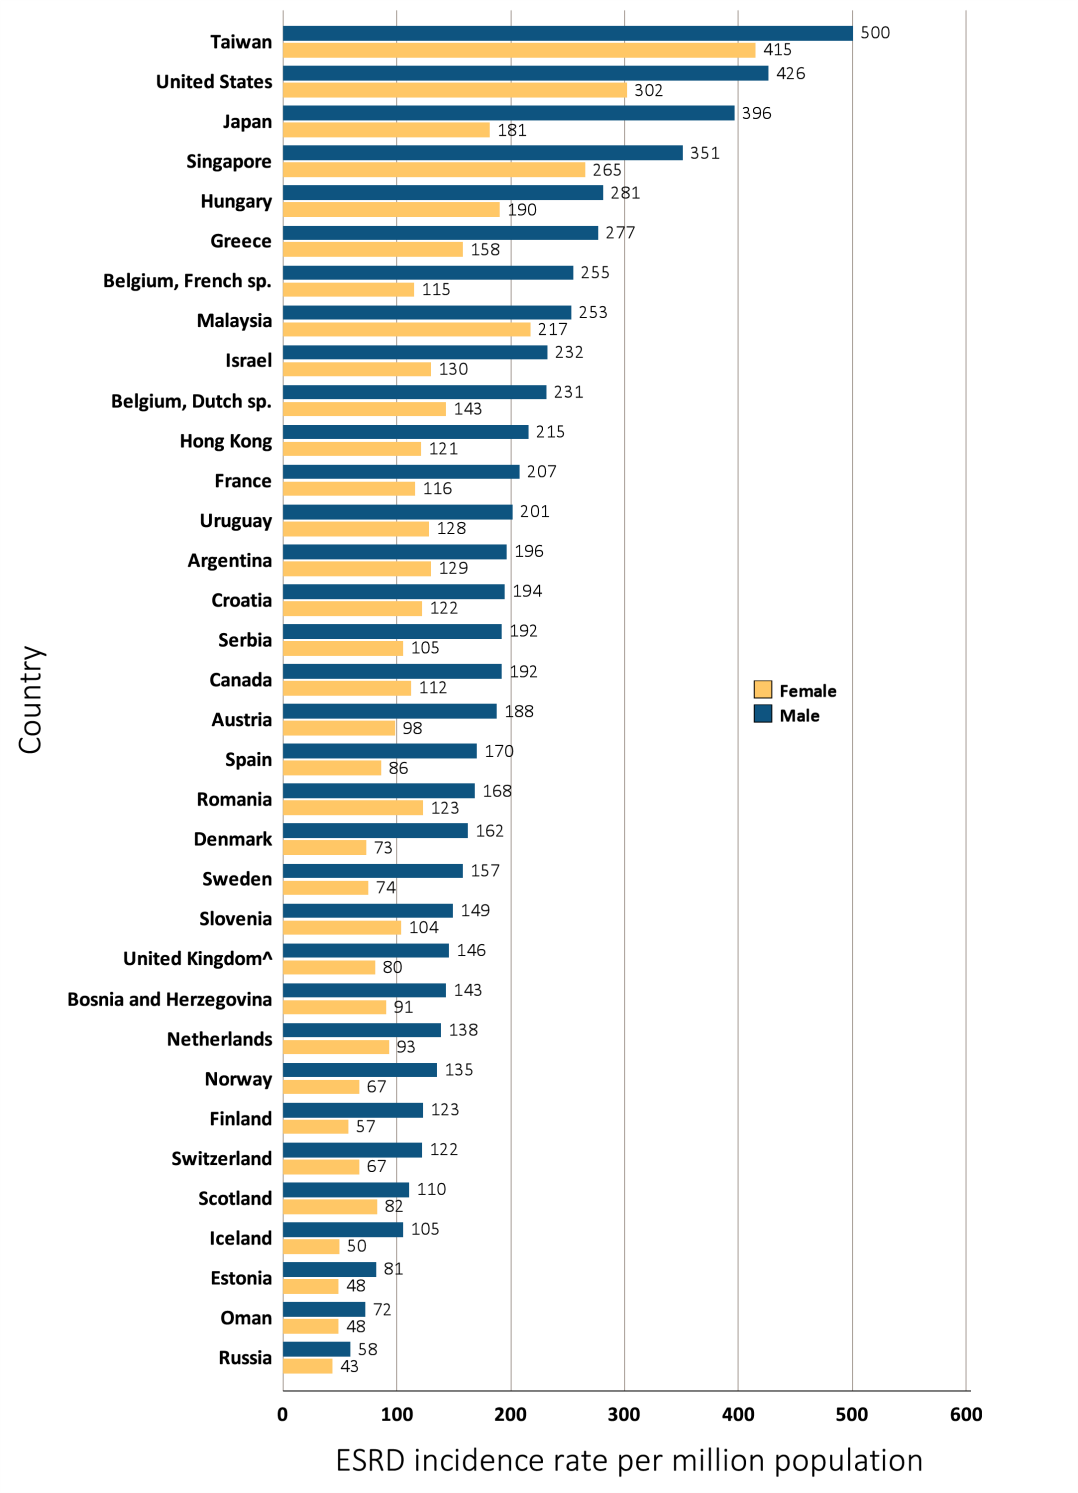 Taiwan
500
415
United States
426
302
Japan
396
181
Singapore
351
265
Hungary
281
190
Greece
277
158
Belgium, French sp.
255
115
Malaysia
253
217
Israel
232
130
Belgium, Dutch sp.
231
143
Hong Kong
215
121
France
207
116
Uruguay
201
128
Argentina
196
129
Croatia
194
122
Serbia
192
105
Canada
192
112
Austria
188
98
Spain
170
86
Romania
168
123
Denmark
162
73
Sweden
157
74
Slovenia
149
104
United Kingdom^
146
80
Bosnia and Herzegovina
143
91
Netherlands
138
93
Norway
135
67
Finland
123
57
Switzerland
122
67
Scotland
110
82
Iceland
105
50
Estonia
81
48
Oman
72
48
Russia
58
43
Country
Female
Male
0 100 200 300 400 500 600
ESRD incidence rate per million population